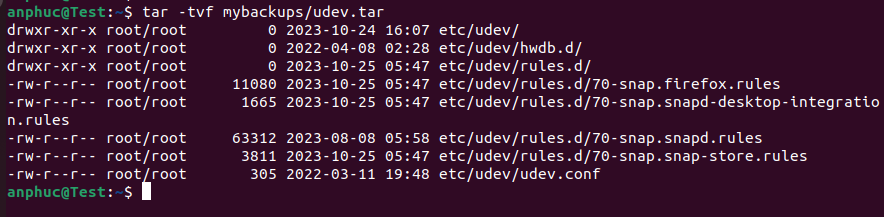 anphuc@Test:~$ tar -tvf mybackups/udev.tar
drwxr-xr-x root/root         0 2023-10-24 16:07 etc/udev/
drwxr-xr-x root/root         0 2022-04-08 02:28 etc/udev/hwdb.d/
drwxr-xr-x root/root         0 2023-10-25 05:47 etc/udev/rules.d/
-rw-r--r-- root/root     11080 2023-10-25 05:47 etc/udev/rules.d/70-snap.firefox.rules
-rw-r--r-- root/root      1665 2023-10-25 05:47 etc/udev/rules.d/70-snap.snapd-desktop-integratio
n.rules
-rw-r--r-- root/root     63312 2023-08-08 05:58 etc/udev/rules.d/70-snap.snapd.rules
-rw-r--r-- root/root      3811 2023-10-25 05:47 etc/udev/rules.d/70-snap.snap-store.rules
-rw-r--r-- root/root       305 2022-03-11 19:48 etc/udev/udev.conf
anphuc@Test:~$